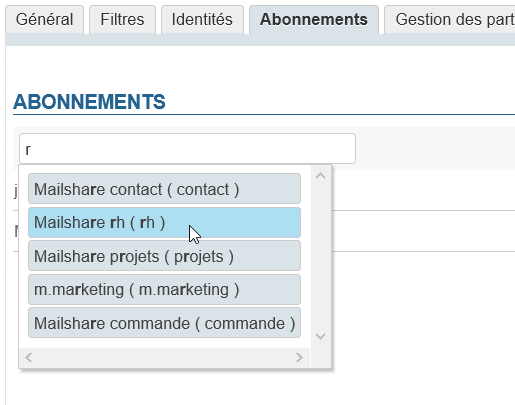 Général Filtres Identités Abonnements Gestion des part
ABONNEMENTS
r
Mailshare contact ( contact )
j
Mailshare rh ( rh )
Mailshare projets ( projets )
m.marketing ( m.marketing )
Mailshare commande ( commande )